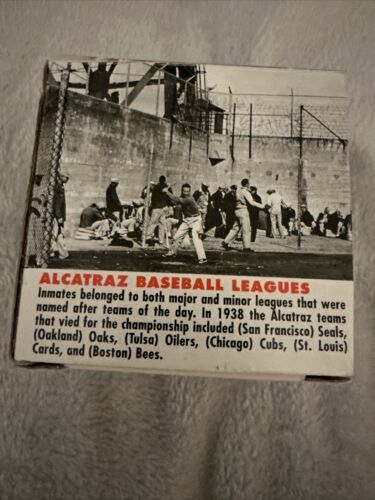 ALCATRAZ BASEBALL LEAGUES
Inmates belonged to both major and minor leagues that were
named after teams of the day. In 1938 the Alcatraz teams
that vied for the championship included (San Francisco) Seals,
(Oakland) Oaks, (Tulsa) Oilers, (Chicago) Cubs, (St. Louis)
Cards, and (Boston) Bees.